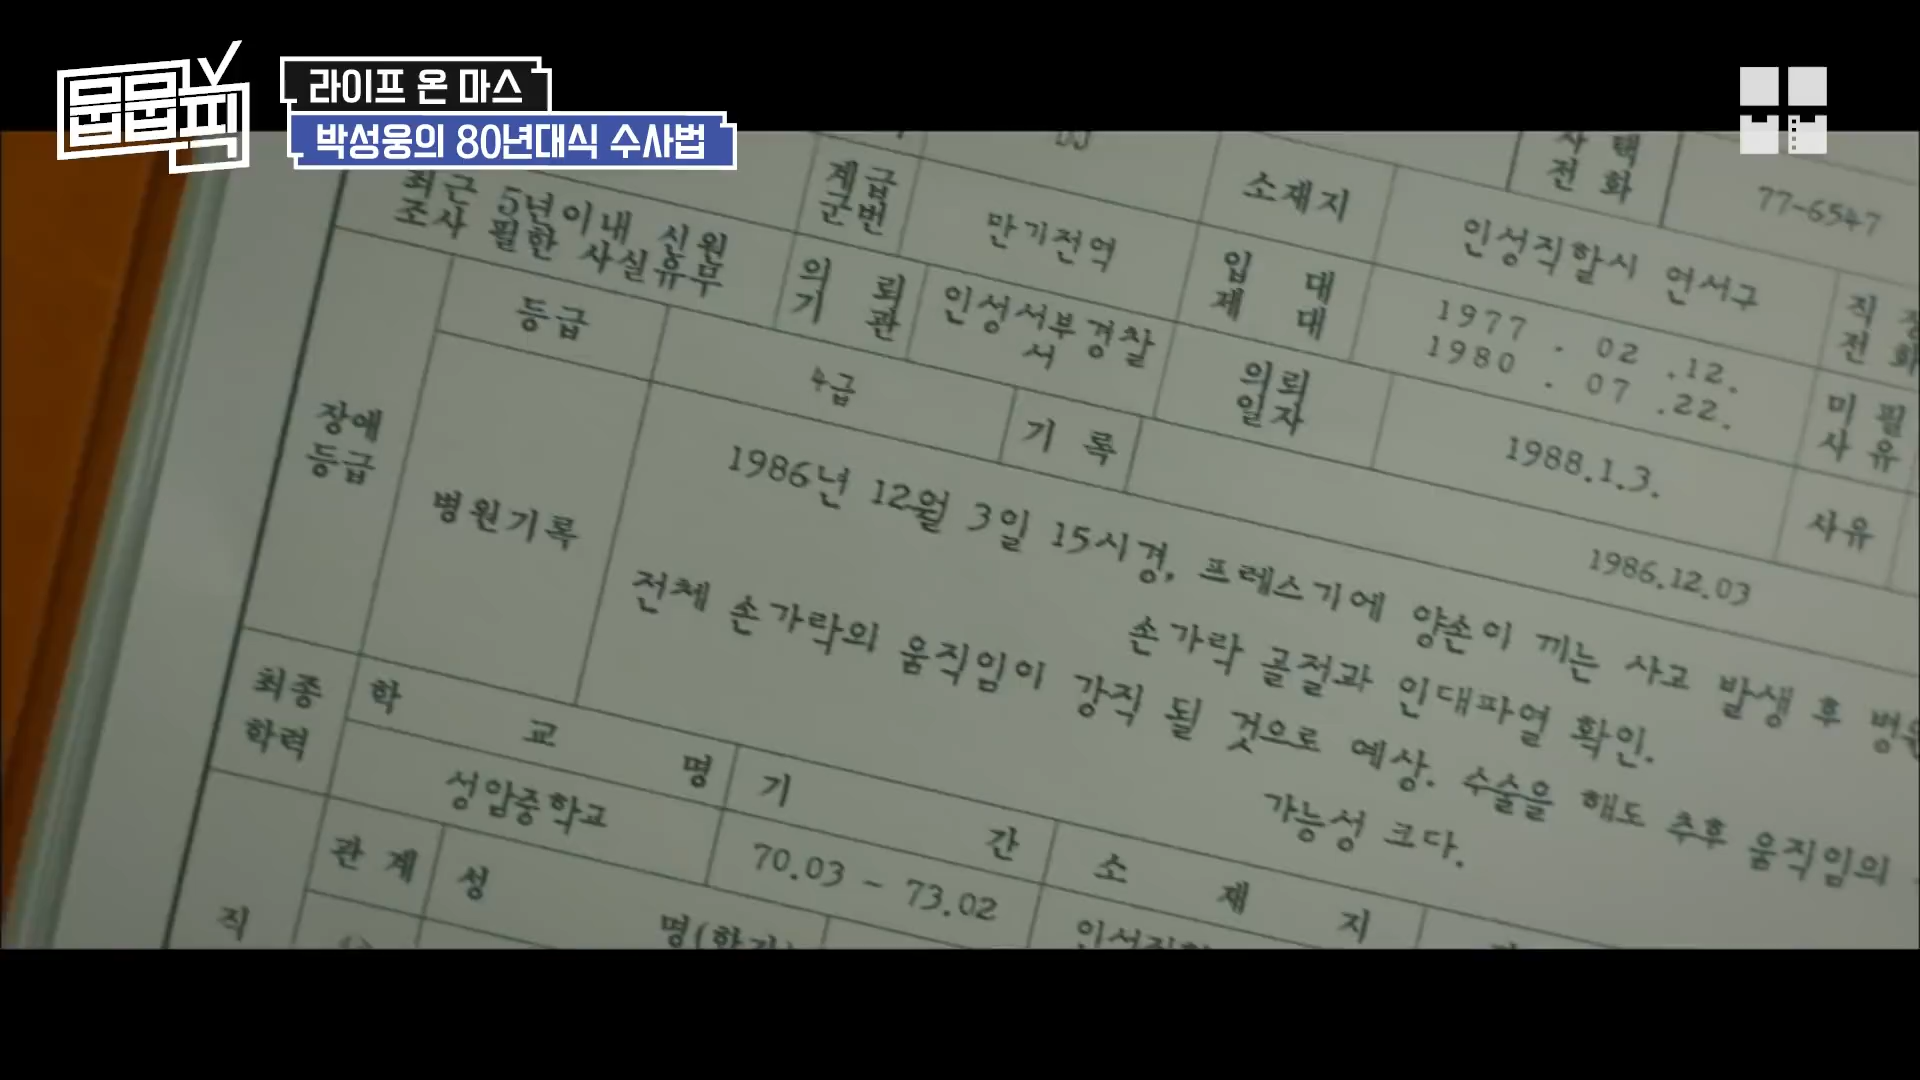 뭅뭅픽
라이프 온 마스
박성웅의 80년대식 수사법
사 택
전 화
77-6547
계급
군번
만기전역
소재지
인성직할시 연서구
최근 5년이내 신원
조사 필한 사실유무
의 뢰
기 관
인성서부경찰
서
입 대
제 대
1977 . 02 .12.
1980 . 07 .22.
미 필
사 유
장애
등급
등급
4급
기 록
의뢰
일자
1988.1.3.
사유
1986.12.03
병원기록
1986년 12월 3일 15시경, 프레스기에 양손이 끼는 사고 발생 후
손가락 골절과 인대파열 확인.
전체 손가락의 움직임이 강직 될 것으로 예상. 수술을 해도 추후 움직임의
가능성 크다.
최종
학력
학 교 명
기 간
소 재 지
성암중학교
70.03 ~ 73.02
관 계
성
직